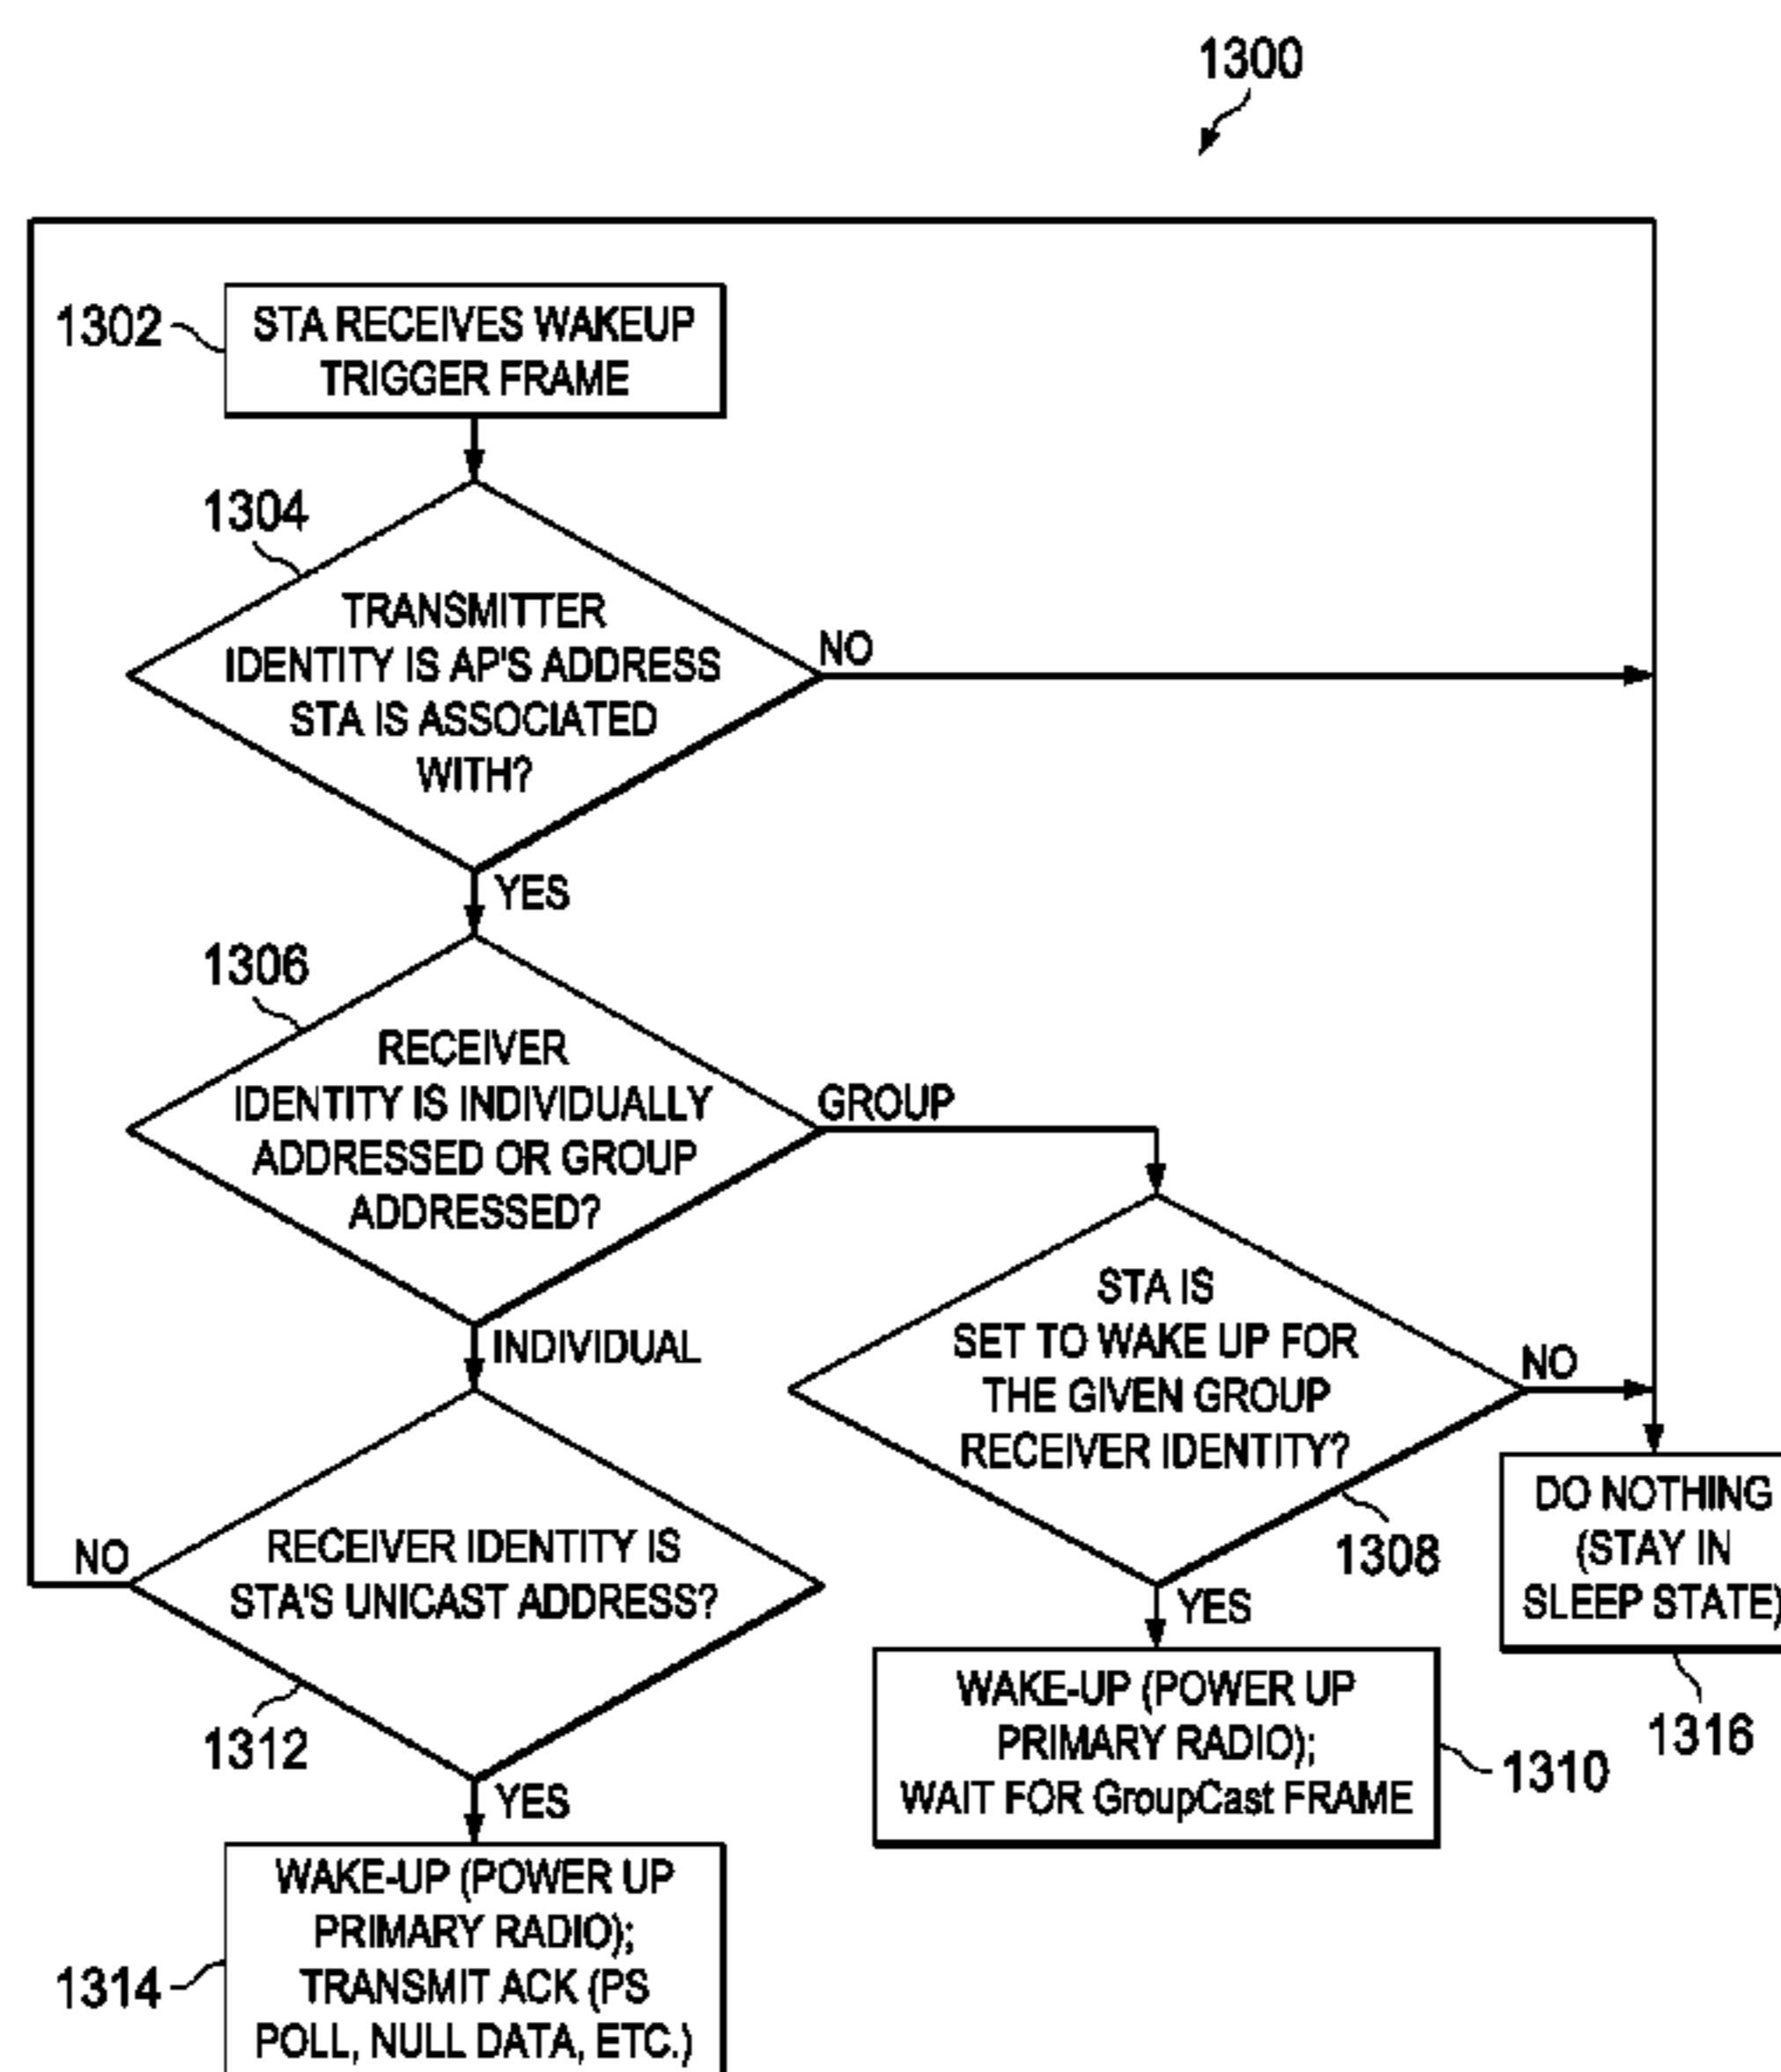 1300
1302
STA RECEIVES WAKEUP
TRIGGER FRAME
1304
TRANSMITTER
IDENTITY IS AP'S ADDRESS
STA IS ASSOCIATED
WITH?
NO
YES
1306
RECEIVER
IDENTITY IS INDIVIDUALLY
ADDRESSED OR GROUP
ADDRESSED?
GROUP
INDIVIDUAL
STA IS
SET TO WAKE UP FOR
THE GIVEN GROUP
RECEIVER IDENTITY?
NO
1308
YES
DO NOTHING
(STAY IN
SLEEP STATE)
1316
NO
RECEIVER IDENTITY IS
STA'S UNICAST ADDRESS?
1312
YES
WAKE-UP (POWER UP
PRIMARY RADIO);
WAIT FOR GroupCast FRAME
1310
WAKE-UP (POWER UP
PRIMARY RADIO);
TRANSMIT ACK (PS
POLL, NULL DATA, ETC.)
1314